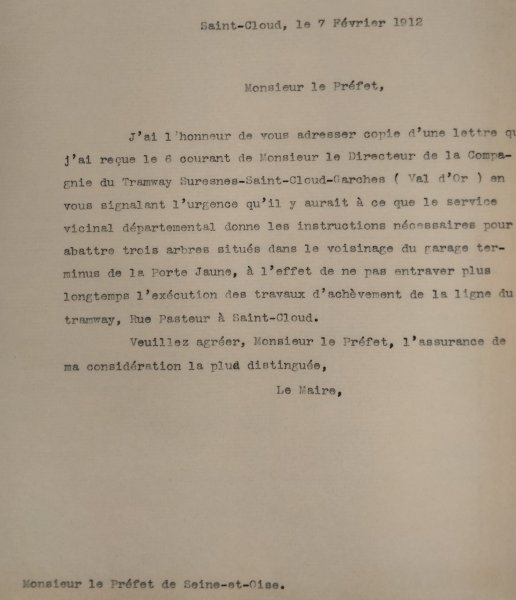 Saint-Cloud, le 7 Février 1912
Monsieur le Préfet,
J'ai l'honneur de vous adresser copie d'une lettre qu
j'ai reçue le 6 courant de Monsieur le Directeur de la Compa-
gnie du Tramway Suresnes-Saint-Cloud-Garches ( Val d'Or ) en
vous signalant l'urgence qu'il y aurait à ce que le service
vicinal départemental donne les instructions nécessaires pour
abattre trois arbres situés dans le voisinage du garage ter-
minus de la Porte Jaune, à l'effet de ne pas entraver plus
longtemps l'exécution des travaux d'achèvement de la ligne du
tramway, Rue Pasteur à Saint-Cloud.
Veuillez agréer, Monsieur le Préfet, l'assurance de
ma considération la plud distinguée,
Le Maire,
Monsieur le Préfet de Seine-et-Oise.